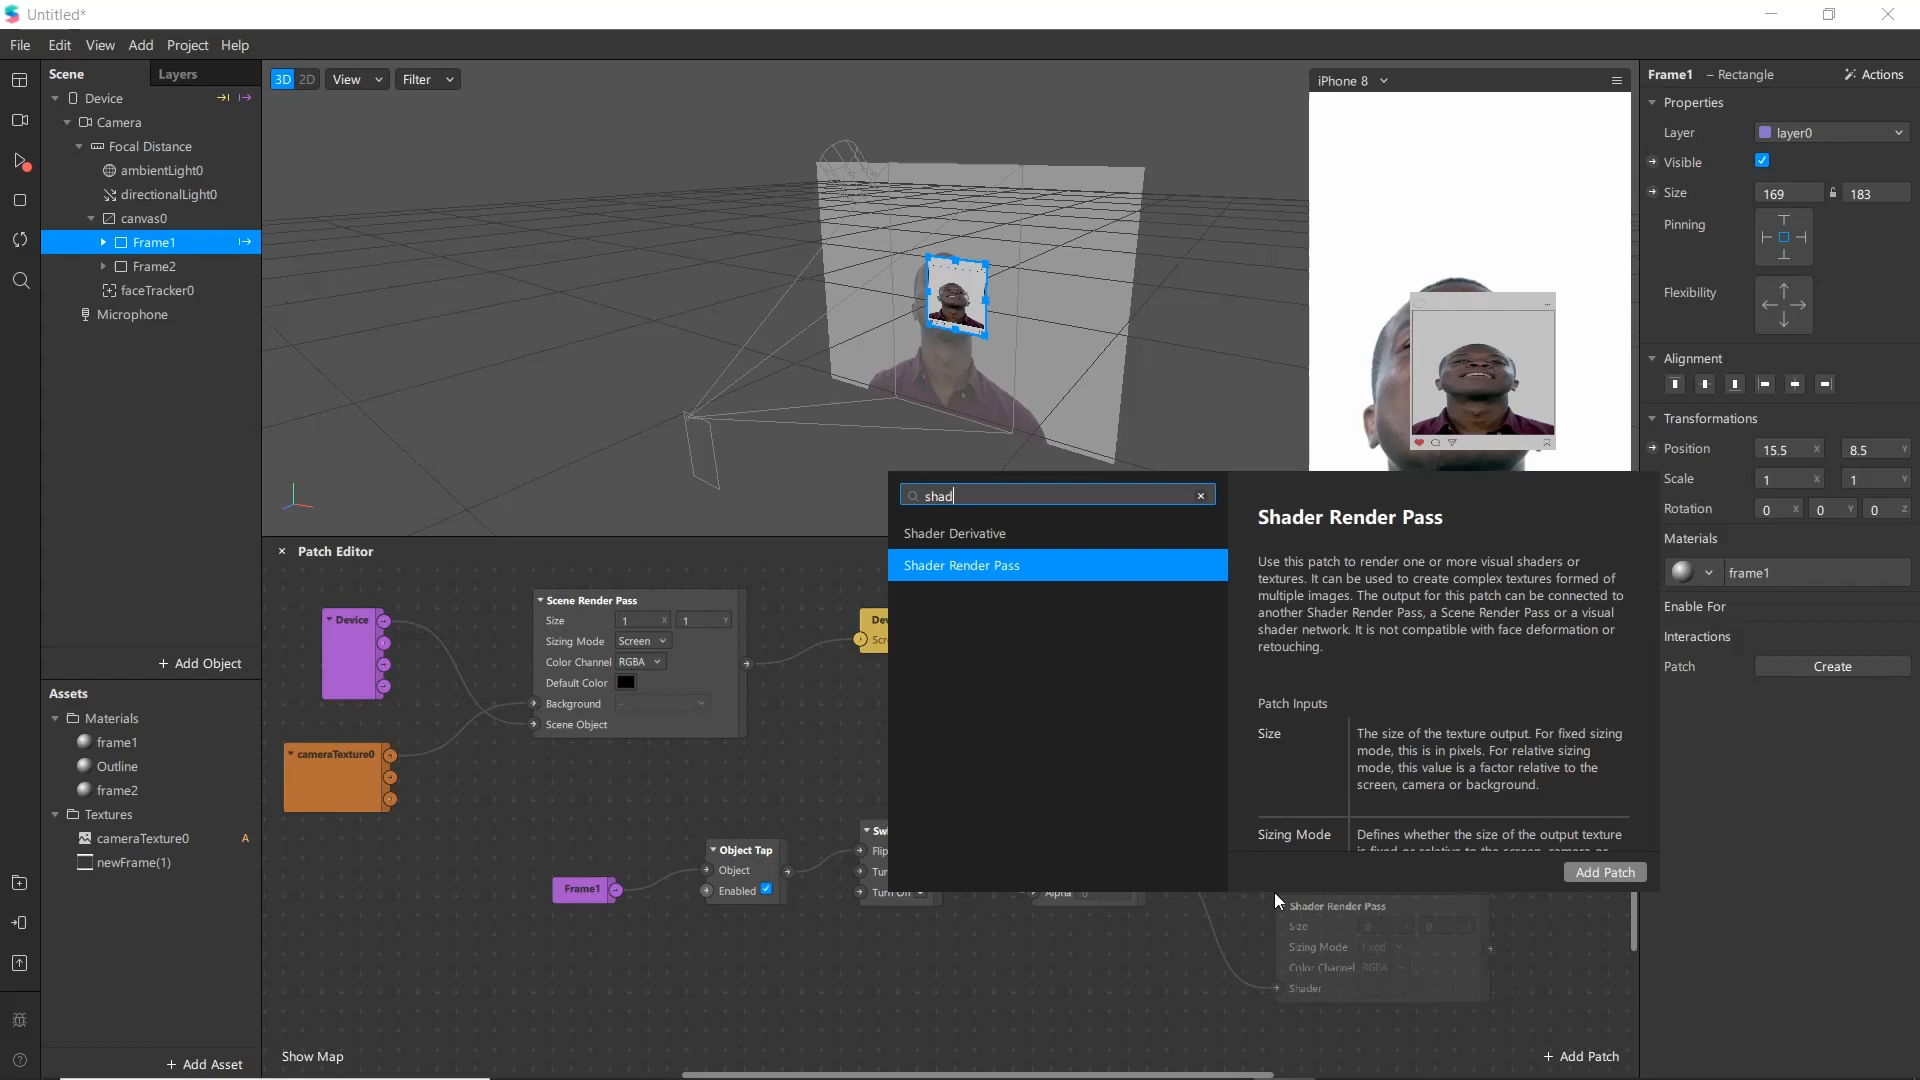 Untitled*
File Edit View Add Project Help
Scene Layers
Device
Camera
Focal Distance
ambientLight0
directionalLight0
canvas0
Frame1
Frame2
faceTracker0
Microphone
+ Add Object
Assets
Materials
frame1
Outline
frame2
Textures
cameraTexture0 A
newFrame(1)
+ Add Asset
3D 2D View Filter
iPhone 8
Patch Editor
Device
cameraTexture0
Scene Render Pass
Size 1 X 1 Y
Sizing Mode Screen
Color Channel RGBA
Default Color
Background -
Scene Object
Frame1
Object Tap
Object
Enabled
Alpha 0
shad
Shader Derivative
Shader Render Pass
Shader Render Pass
Use this patch to render one or more visual shaders or
textures. It can be used to create complex textures formed of
multiple images. The output for this patch can be connected to
another Shader Render Pass, a Scene Render Pass or a visual
shader network. It is not compatible with face deformation or
retouching.
Patch Inputs
Size
The size of the texture output. For fixed sizing
mode, this is in pixels. For relative sizing
mode, this value is a factor relative to the
screen, camera or background.
Sizing Mode
Defines whether the size of the output texture
Add Patch
Shader Render Pass
Size 0 0
Sizing Mode Fixed
Color Channel RGBA
Shader
Show Map
+ Add Patch
Frame1 – Rectangle Actions
Properties
Layer layer0
Visible
Size 169 183
Pinning
Flexibility
Alignment
Transformations
Position 15.5 X 8.5 Y
Scale 1 X 1 Y
Rotation 0 X 0 Y 0 Z
Materials
frame1
Enable For
Interactions
Patch Create